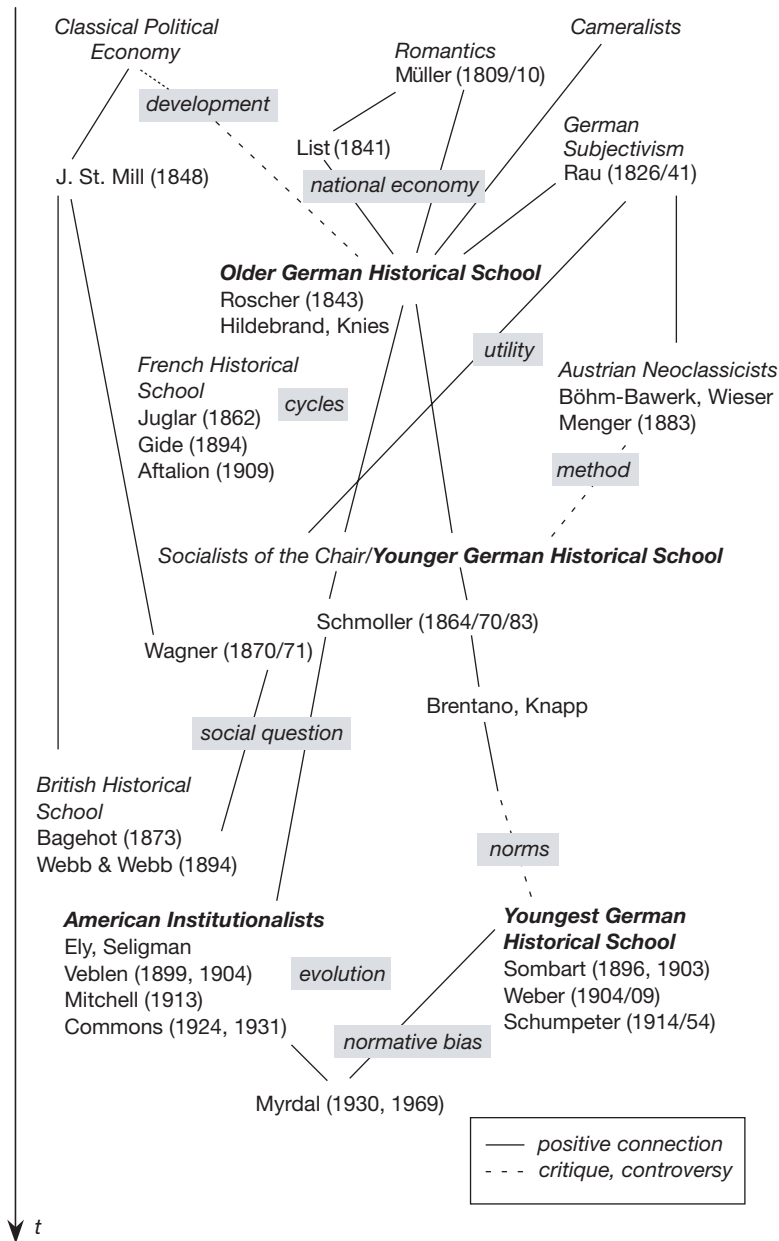 Classical Political
Economy
Romantics
Müller (1809/10)
Cameralists
development
German
Subjectivism
Rau (1826/41)
List (1841)
J. St. Mill (1848)
national economy
Older German Historical School
Roscher (1843)
Hildebrand, Knies
utility
French Historical
School
Juglar (1862)
Gide (1894)
Aftalion (1909)
cycles
Austrian Neoclassicists
Böhm-Bawerk, Wieser
Menger (1883)
method
Socialists of the Chair/Younger German Historical School
Schmoller (1864/70/83)
Wagner (1870/71)
Brentano, Knapp
social question
British Historical
School
Bagehot (1873)
Webb & Webb (1894)
norms
American Institutionalists
Ely, Seligman
Veblen (1899, 1904)
Mitchell (1913)
Commons (1924, 1931)
evolution
Youngest German
Historical School
Sombart (1896, 1903)
Weber (1904/09)
Schumpeter (1914/54)
normative bias
Myrdal (1930, 1969)
positive connection
critique, controversy
t